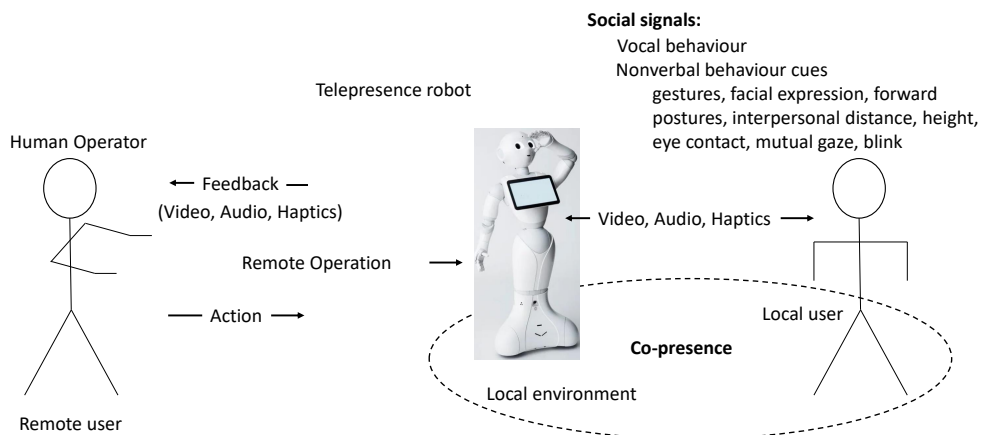 Social signals:
Vocal behaviour
Nonverbal behaviour cues
gestures, facial expression, forward
postures, interpersonal distance, height,
eye contact, mutual gaze, blink
Telepresence robot
Human Operator
Feedback
(Video, Audio, Haptics)
Video, Audio, Haptics
Remote Operation
Action
Local user
Co-presence
Local environment
Remote user